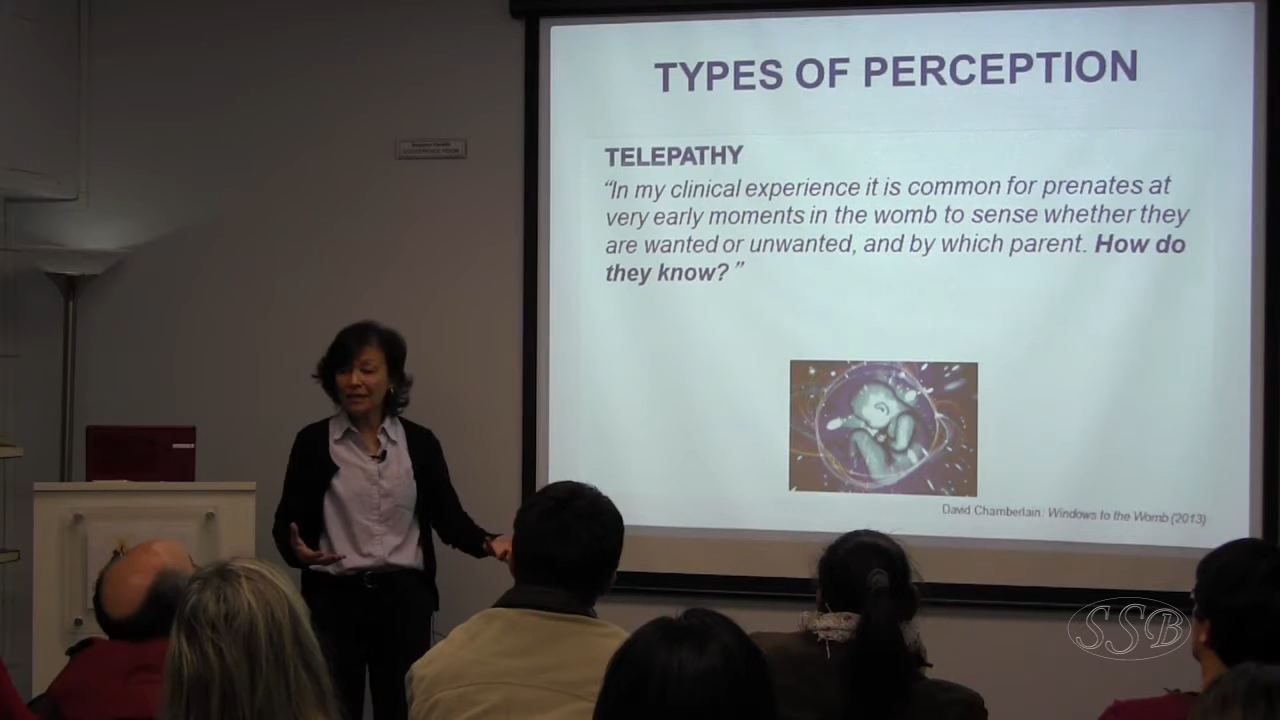 TYPES OF PERCEPTION
TELEPATHY
“In my clinical experience it is common for prenates at
very early moments in the womb to sense whether they
are wanted or unwanted, and by which parent. How do
they know? ”
David Chamberlain: Windows to the Womb (2013)
SSB